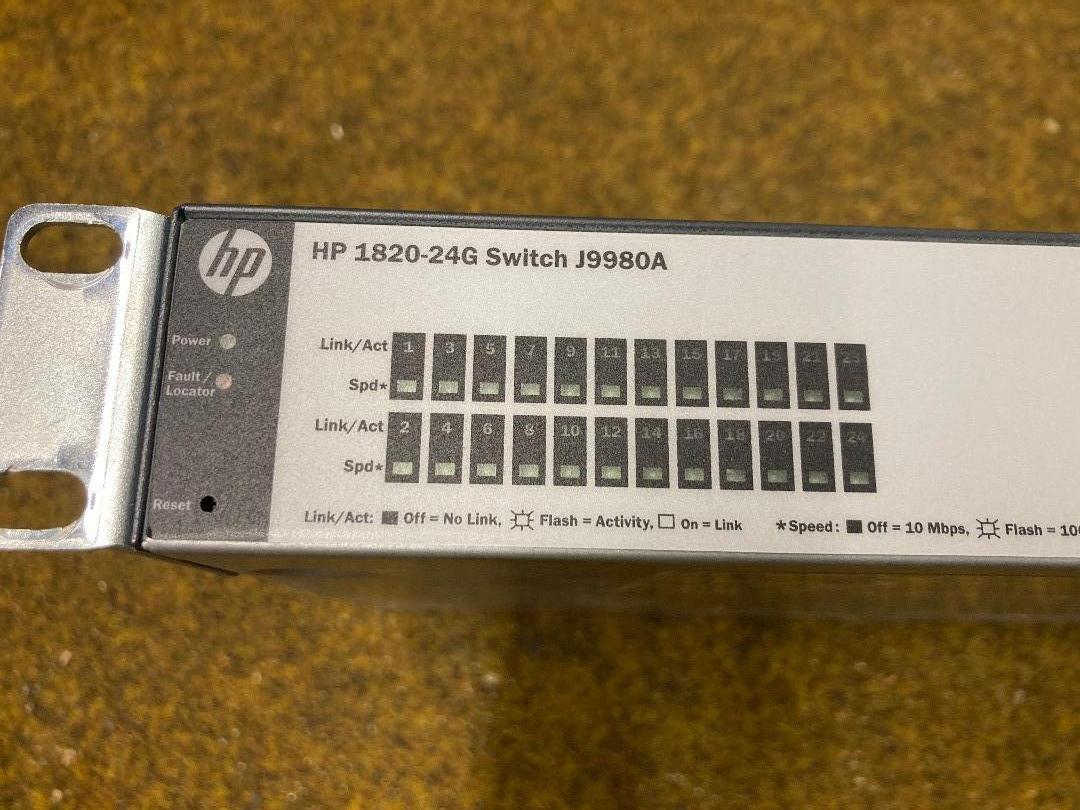 hp
HP 1820-24G Switch J9980A
Power
Fault /
Locator
Reset
Link/Act 1 3 5 7 9 11 13 15 17 19 21 23
Spd*
Link/Act 2 4 6 8 10 12 14 16 18 20 22 24
Spd*
Link/Act: Off = No Link, Flash = Activity, On = Link *Speed: Off = 10 Mbps, Flash = 10